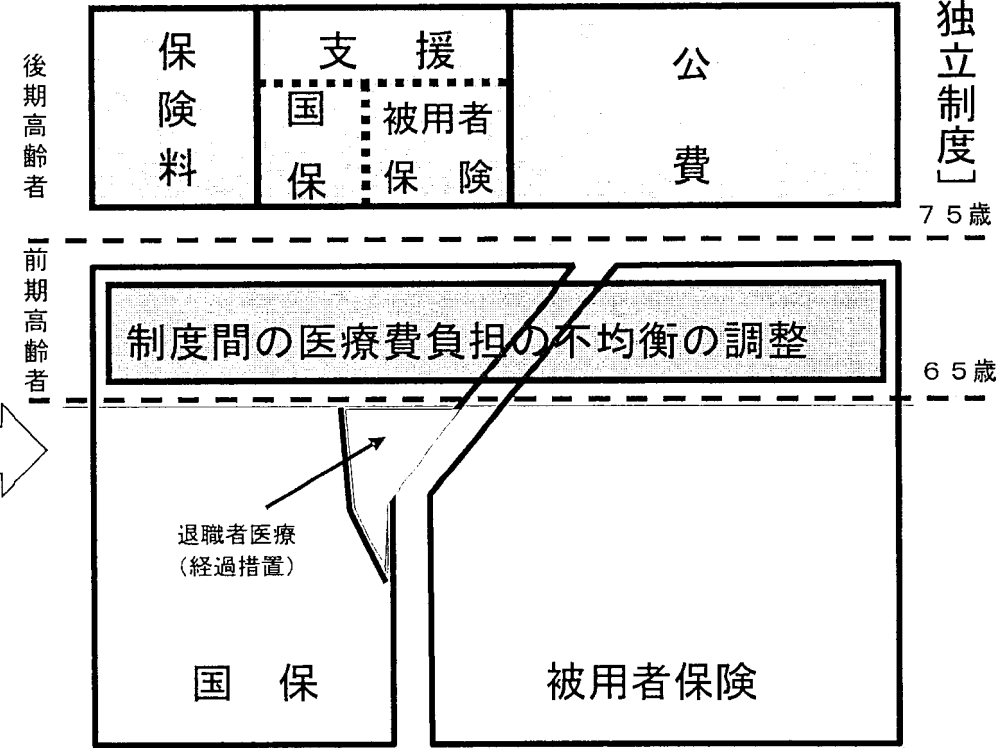 後期高齢者
保険料
支援
国保
被用者
保険
公費
独立制度]
75歳
前期高齢者
制度間の医療費負担の不均衡の調整
65歳
退職者医療
(経過措置)
国保
被用者保険